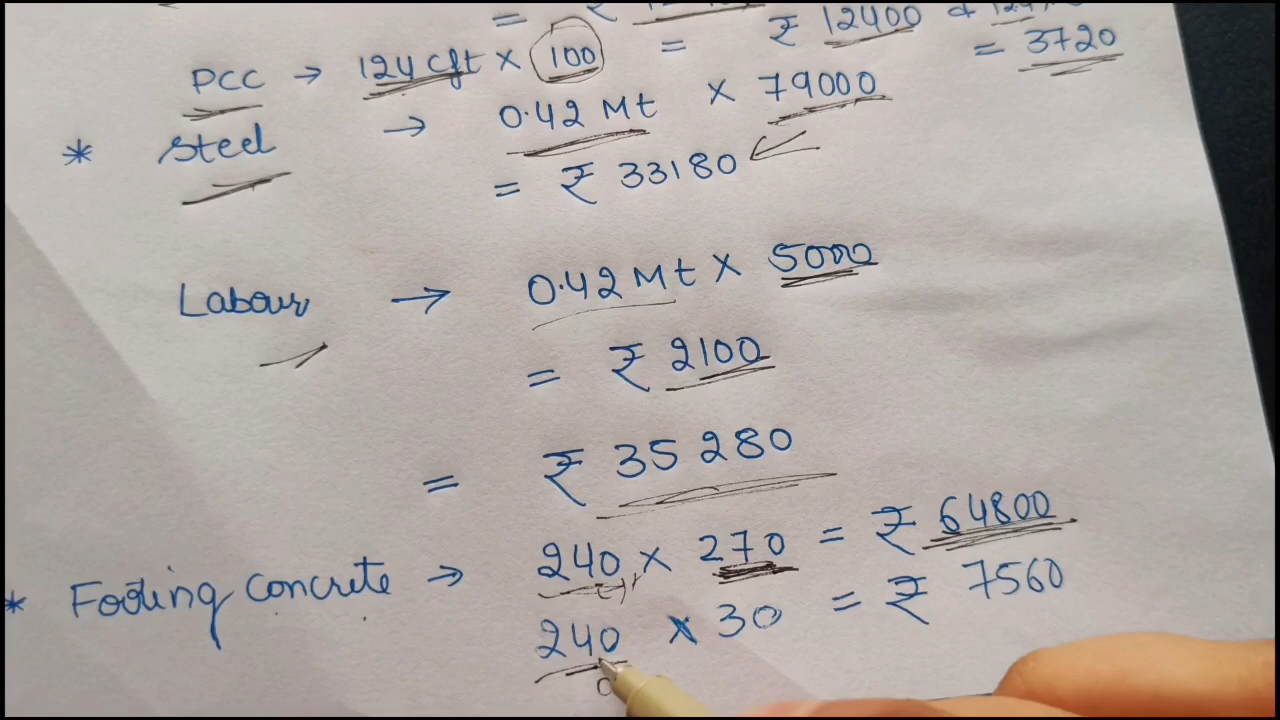 = ₹
PCC → 124 cft × 100 = ₹ 12400
= 3720
* Steel → 0.42 Mt × 79000
= ₹ 33180
Labour → 0.42 Mt × 5000
= ₹ 2100
= ₹ 35280
* Footing concrete → 240 × 270 = ₹ 64800
240 × 30 = ₹ 7560